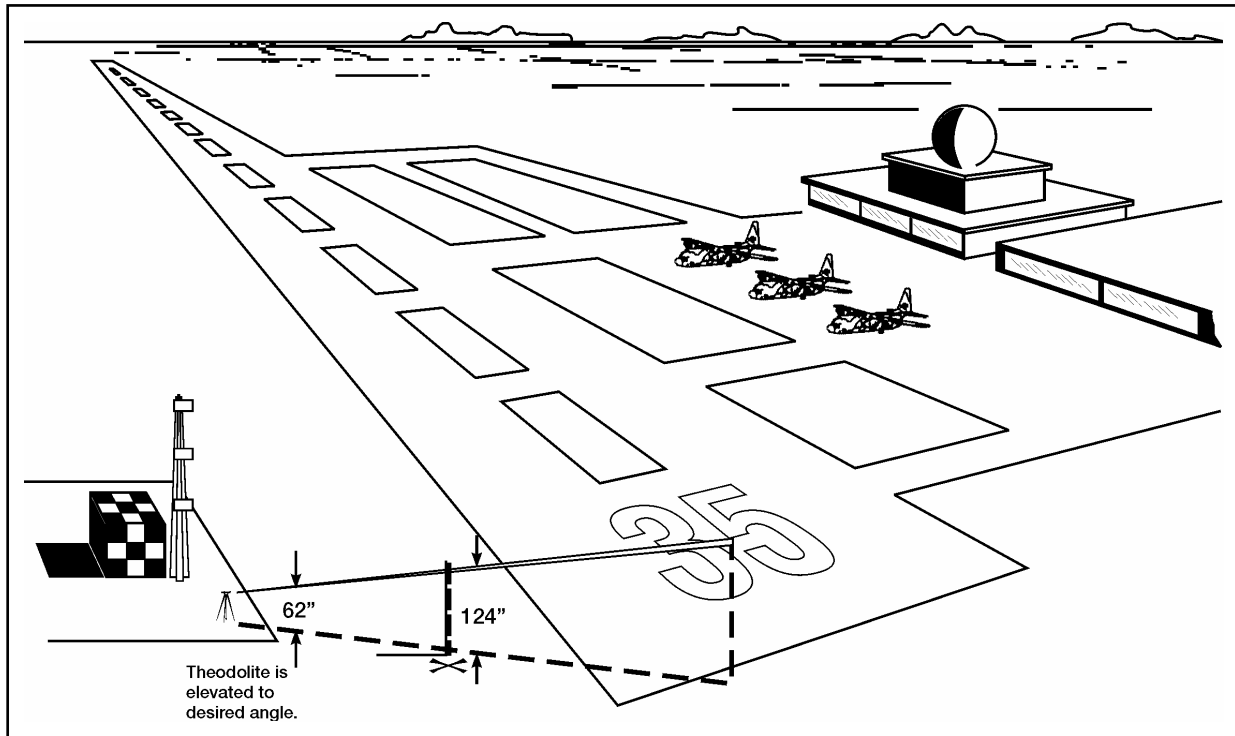 35
62”
124”
Theodolite is
elevated to
desired angle.